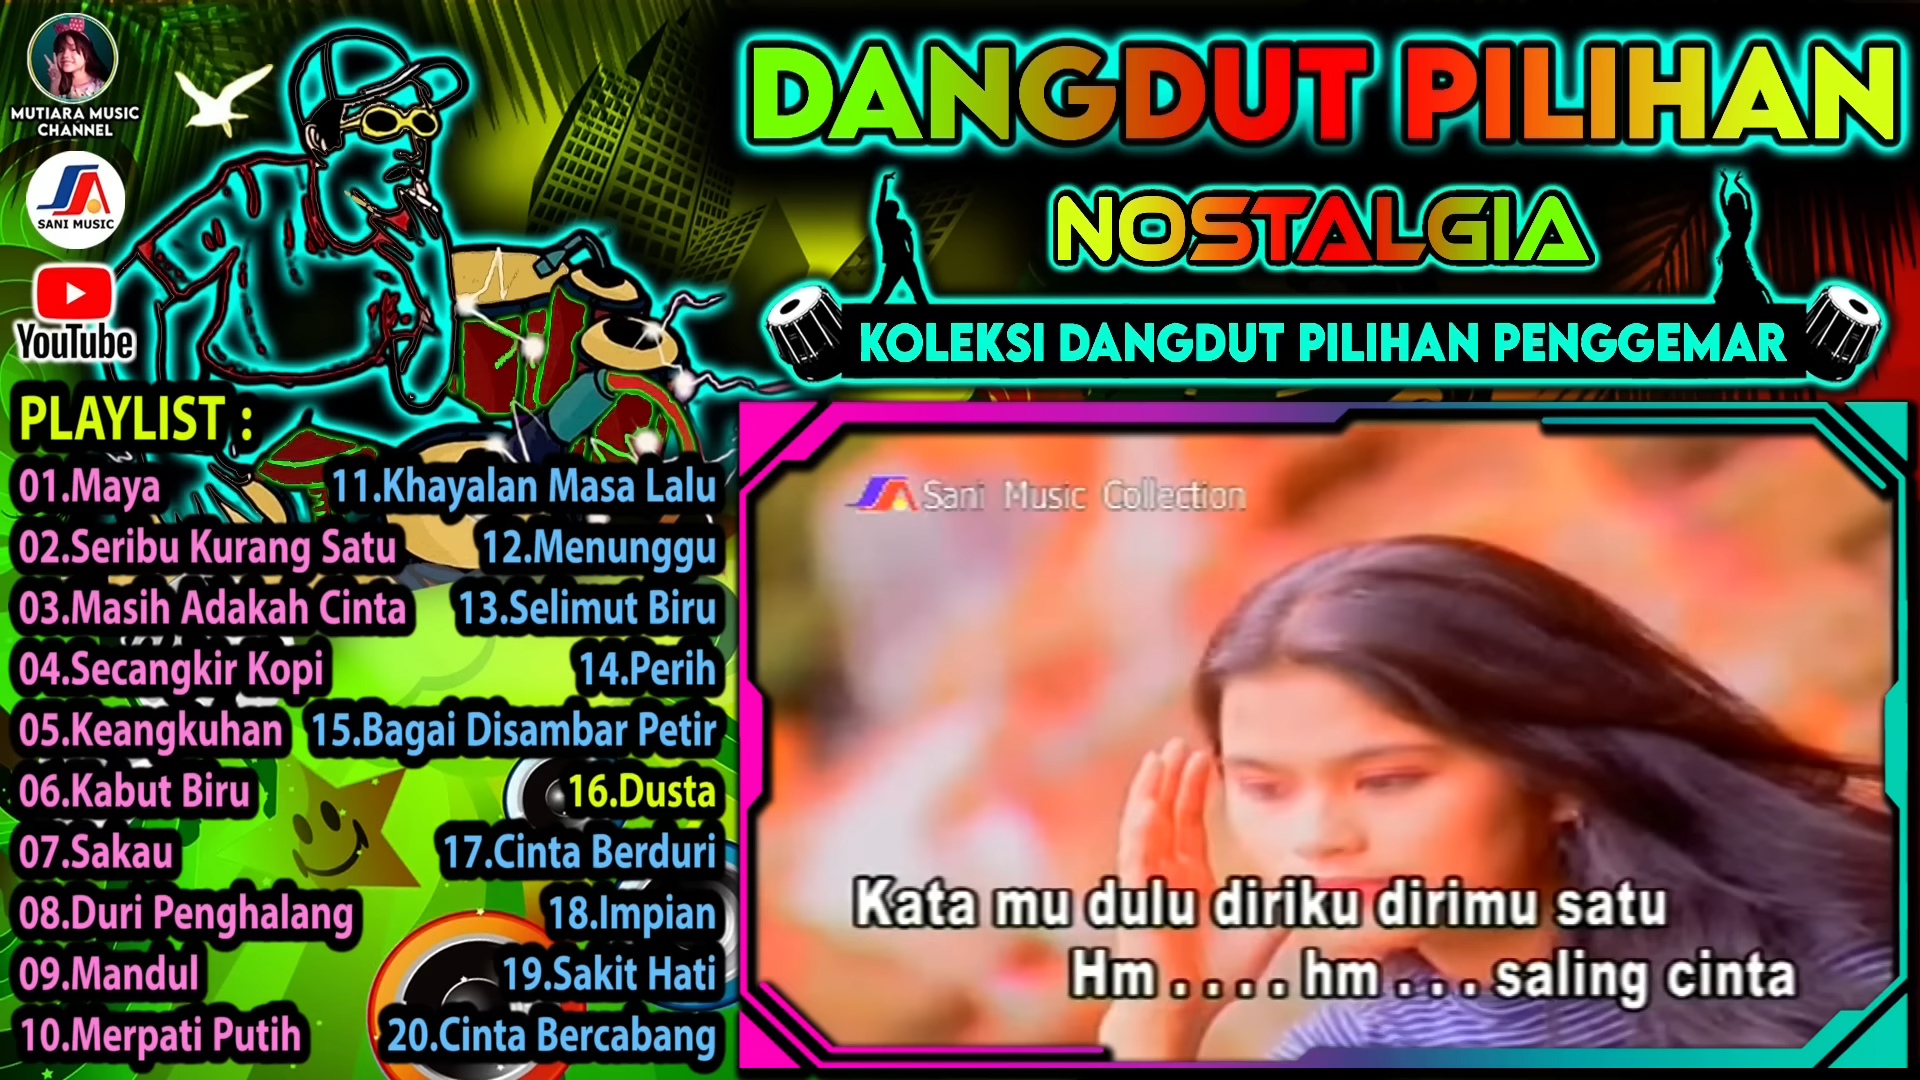 MUTIARA MUSIC
CHANNEL
SANI MUSIC
YouTube
DANGDUT PILIHAN
NOSTALGIA
KOLEKSI DANGDUT PILIHAN PENGGEMAR
PLAYLIST :
01.Maya
02.Seribu Kurang Satu
03.Masih Adakah Cinta
04.Secangkir Kopi
05.Keangkuhan
06.Kabut Biru
07.Sakau
08.Duri Penghalang
09.Mandul
10.Merpati Putih
11.Khayalan Masa Lalu
12.Menunggu
13.Selimut Biru
14.Perih
15.Bagai Disambar Petir
16.Dusta
17.Cinta Berduri
18.Impian
19.Sakit Hati
20.Cinta Bercabang
Sani Music Collection
Kata mu dulu diriku dirimu satu
Hm . . . . hm . . . saling cinta